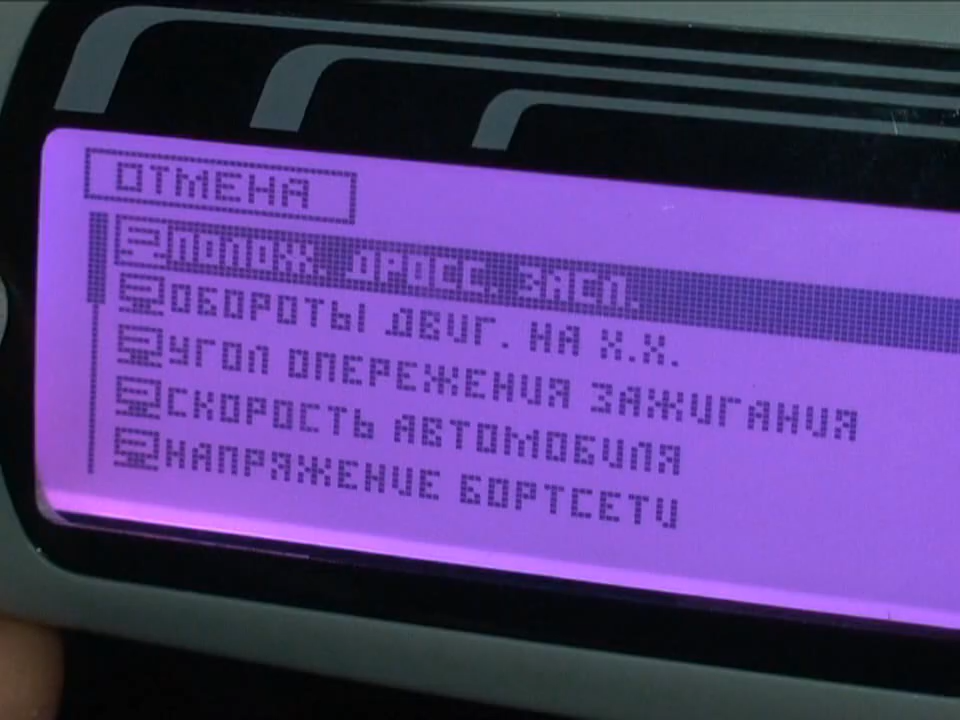 ОТМЕНА
ПОЛОЖ. ДРОСС. ЗАСЛ.
ОБОРОТЫ ДВИГ. НА Х.Х.
УГОЛ ОПЕРЕЖЕНИЯ ЗАЖИГАНИЯ
СКОРОСТЬ АВТОМОБИЛЯ
НАПРЯЖЕНИЕ БОРТСЕТИ